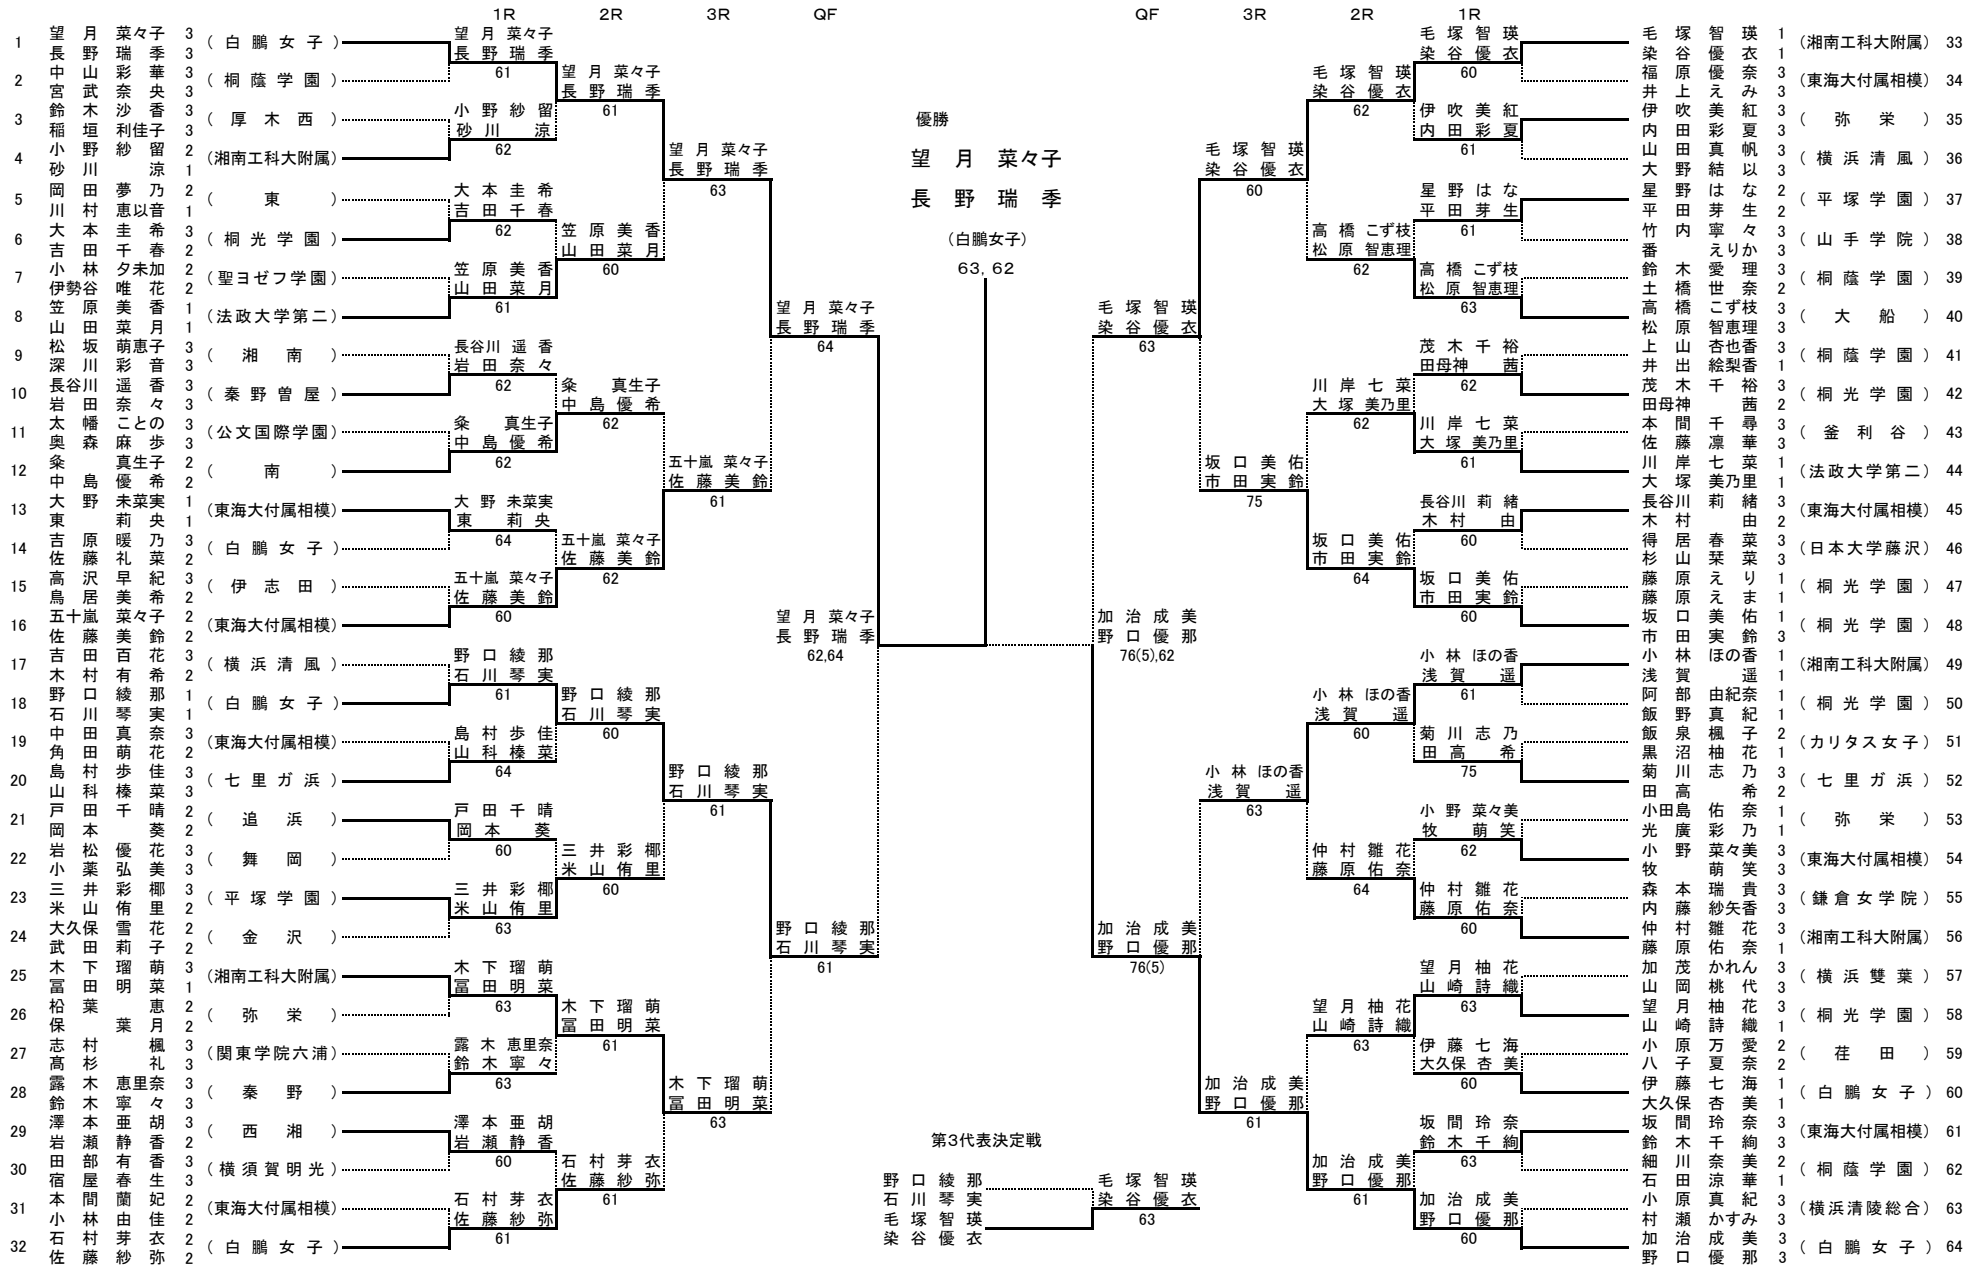 1R 2R 3R QF QF 3R 2R 1R
1 望 月 菜々子 3 (白鵬女子)
長 野 瑞 季 3
2 中 山 彩 華 3 (桐蔭学園)
宮 武 奈 央 3
3 鈴 木 沙 香 3 (厚木西)
稲 垣 利佳子 3
4 小 野 紗 留 2 (湘南工科大附属)
砂 川 涼 1
5 岡 田 夢 乃 2 (東)
川 村 恵以音 1
6 大 本 圭 希 3 (桐光学園)
吉 田 千 春 2
7 小 林 夕未加 2 (聖ヨゼフ学園)
伊勢谷 唯 花 2
8 笠 原 美 香 1 (法政大学第二)
山 田 菜 月 1
9 松 坂 萌恵子 3 (湘南)
深 川 彩 音 3
10 長谷川 遥 香 3 (秦野曽屋)
岩 田 奈 々 3
11 太 幡 ことの 3 (公文国際学園)
奥 森 麻 歩 3
12 粂 真生子 2 (南)
中 島 優 希 2
13 大 野 未菜実 1 (東海大付属相模)
東 莉 央 1
14 吉 原 暖 乃 3 (白鵬女子)
佐 藤 礼 菜 2
15 高 沢 早 紀 3 (伊志田)
鳥 居 美 希 2
16 五十嵐 菜々子 2 (東海大付属相模)
佐 藤 美 鈴 2
17 吉 田 百 花 3 (横浜清風)
木 村 有 希 2
18 野 口 綾 那 1 (白鵬女子)
石 川 琴 実 1
19 中 田 真 奈 3 (東海大付属相模)
角 田 萌 花 2
20 島 村 歩 佳 3 (七里ガ浜)
山 科 榛 菜 3
21 戸 田 千 晴 2 (追浜)
岡 本 葵 2
22 岩 松 優 花 3 (舞岡)
小 薬 弘 美 3
23 三 井 彩 椰 3 (平塚学園)
米 山 侑 里 2
24 大久保 雪 花 2 (金沢)
武 田 莉 子 2
25 木 下 瑠 萌 3 (湘南工科大附属)
冨 田 明 菜 1
26 柗 葉 恵 2 (弥栄)
保 葉 月 2
27 志 村 楓 3 (関東学院六浦)
髙 杉 礼 3
28 露 木 恵里奈 3 (秦野)
鈴 木 寧 々 3
29 澤 本 亜 胡 3 (西湘)
岩 瀬 静 香 2
30 田 部 有 香 3 (横須賀明光)
宿 屋 春 生 3
31 本 間 蘭 妃 2 (東海大付属相模)
小 林 由 佳 2
32 石 村 芽 衣 2 (白鵬女子)
佐 藤 紗 弥 2
望 月 菜々子
長 野 瑞 季
61
小 野 紗 留
砂 川 涼
62
大 本 圭 希
吉 田 千 春
62
笠 原 美 香
山 田 菜 月
61
長谷川 遥 香
岩 田 奈 々
62
粂 真生子
中 島 優 希
62
大 野 未菜実
東 莉 央
64
五十嵐 菜々子
佐 藤 美 鈴
60
野 口 綾 那
石 川 琴 実
61
島 村 歩 佳
山 科 榛 菜
64
戸 田 千 晴
岡 本 葵
60
三 井 彩 椰
米 山 侑 里
63
木 下 瑠 萌
冨 田 明 菜
63
露 木 恵里奈
鈴 木 寧 々
63
澤 本 亜 胡
岩 瀬 静 香
60
石 村 芽 衣
佐 藤 紗 弥
61
望 月 菜々子
長 野 瑞 季
61
笠 原 美 香
山 田 菜 月
60
粂 真生子
中 島 優 希
62
五十嵐 菜々子
佐 藤 美 鈴
62
野 口 綾 那
石 川 琴 実
60
三 井 彩 椰
米 山 侑 里
60
木 下 瑠 萌
冨 田 明 菜
61
石 村 芽 衣
佐 藤 紗 弥
61
望 月 菜々子
長 野 瑞 季
63
五十嵐 菜々子
佐 藤 美 鈴
61
野 口 綾 那
石 川 琴 実
61
木 下 瑠 萌
冨 田 明 菜
63
望 月 菜々子
長 野 瑞 季
64
望 月 菜々子
長 野 瑞 季
62,64
野 口 綾 那
石 川 琴 実
61
優勝
望 月 菜々子
長 野 瑞 季
(白鵬女子)
63, 62
第3代表決定戦
野 口 綾 那
石 川 琴 実
毛 塚 智 瑛
染 谷 優 衣
毛 塚 智 瑛
染 谷 優 衣
63
毛 塚 智 瑛
染 谷 優 衣
63
加 治 成 美
野 口 優 那
76(5),62
加 治 成 美
野 口 優 那
76(5)
毛 塚 智 瑛
染 谷 優 衣
60
坂 口 美 佑
市 田 実 鈴
75
小 林 ほの香
浅 賀 遥
63
加 治 成 美
野 口 優 那
61
毛 塚 智 瑛
染 谷 優 衣
62
高 橋 こず枝
松 原 智恵理
62
川 岸 七 菜
大 塚 美乃里
62
坂 口 美 佑
市 田 実 鈴
64
小 林 ほの香
浅 賀 遥
60
仲 村 雛 花
藤 原 佑 奈
64
望 月 柚 花
山 崎 詩 織
63
加 治 成 美
野 口 優 那
61
毛 塚 智 瑛
染 谷 優 衣
60
伊 吹 美 紅
内 田 彩 夏
61
星 野 は な
平 田 芽 生
61
高 橋 こず枝
松 原 智恵理
63
茂 木 千 裕
田母神 茜
62
川 岸 七 菜
大 塚 美乃里
61
長谷川 莉 緒
木 村 由
60
坂 口 美 佑
市 田 実 鈴
60
小 林 ほの香
浅 賀 遥
61
菊 川 志 乃
田 高 希
75
小 野 菜々美
牧 萌 笑
62
仲 村 雛 花
藤 原 佑 奈
60
望 月 柚 花
山 崎 詩 織
63
伊 藤 七 海
大久保 杏 美
60
坂 間 玲 奈
鈴 木 千 絢
63
加 治 成 美
野 口 優 那
60
毛 塚 智 瑛 1 (湘南工科大附属) 33
染 谷 優 衣 1
福 原 優 奈 3 (東海大付属相模) 34
井 上 え み 3
伊 吹 美 紅 3 (弥栄) 35
内 田 彩 夏 3
山 田 真 帆 3 (横浜清風) 36
大 野 結 以 3
星 野 は な 2 (平塚学園) 37
平 田 芽 生 2
竹 内 寧 々 3 (山手学院) 38
番 えりか 3
鈴 木 愛 理 3 (桐蔭学園) 39
土 橋 世 奈 2
高 橋 こず枝 3 (大船) 40
松 原 智恵理 3
上 山 杏也香 3 (桐蔭学園) 41
井 出 絵梨香 1
茂 木 千 裕 3 (桐光学園) 42
田母神 茜 2
本 間 千 尋 3 (釜利谷) 43
佐 藤 凛 華 3
川 岸 七 菜 1 (法政大学第二) 44
大 塚 美乃里 1
長谷川 莉 緒 3 (東海大付属相模) 45
木 村 由 2
得 居 春 菜 3 (日本大学藤沢) 46
杉 山 栞 菜 3
藤 原 え り 1 (桐光学園) 47
藤 原 え ま 1
坂 口 美 佑 1 (桐光学園) 48
市 田 実 鈴 3
小 林 ほの香 1 (湘南工科大附属) 49
浅 賀 遥 1
阿 部 由紀奈 1 (桐光学園) 50
飯 野 真 紀 1
飯 泉 楓 子 2 (カリタス女子) 51
黒 沼 柚 花 1
菊 川 志 乃 3 (七里ガ浜) 52
田 高 希 2
小田島 佑 奈 1 (弥栄) 53
光 廣 彩 乃 1
小 野 菜々美 3 (東海大付属相模) 54
牧 萌 笑 3
森 本 瑞 貴 3 (鎌倉女学院) 55
内 藤 紗矢香 3
仲 村 雛 花 3 (湘南工科大附属) 56
藤 原 佑 奈 1
加 茂 かれん 3 (横浜雙葉) 57
山 岡 桃 代 3
望 月 柚 花 3 (桐光学園) 58
山 崎 詩 織 1
小 原 万 愛 2 (荏田) 59
八 子 夏 奈 2
伊 藤 七 海 1 (白鵬女子) 60
大久保 杏 美 1
坂 間 玲 奈 3 (東海大付属相模) 61
鈴 木 千 絢 3
細 川 奈 美 2 (桐蔭学園) 62
石 田 涼 華 1
小 原 真 紀 3 (横浜清陵総合) 63
村 瀬 かすみ 3
加 治 成 美 3 (白鵬女子) 64
野 口 優 那 3